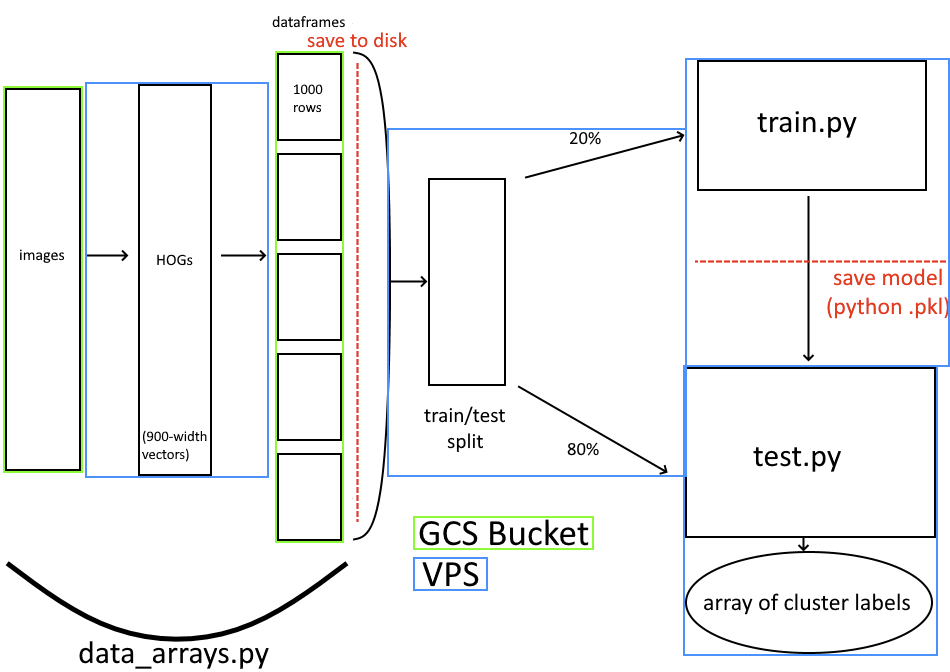 dataframes
save to disk
1000
rows
images
HOGs
(900-width
vectors)
data_arrays.py
train/test
split
20%
80%
GCS Bucket
VPS
train.py
save model
(python .pkl)
test.py
array of cluster labels